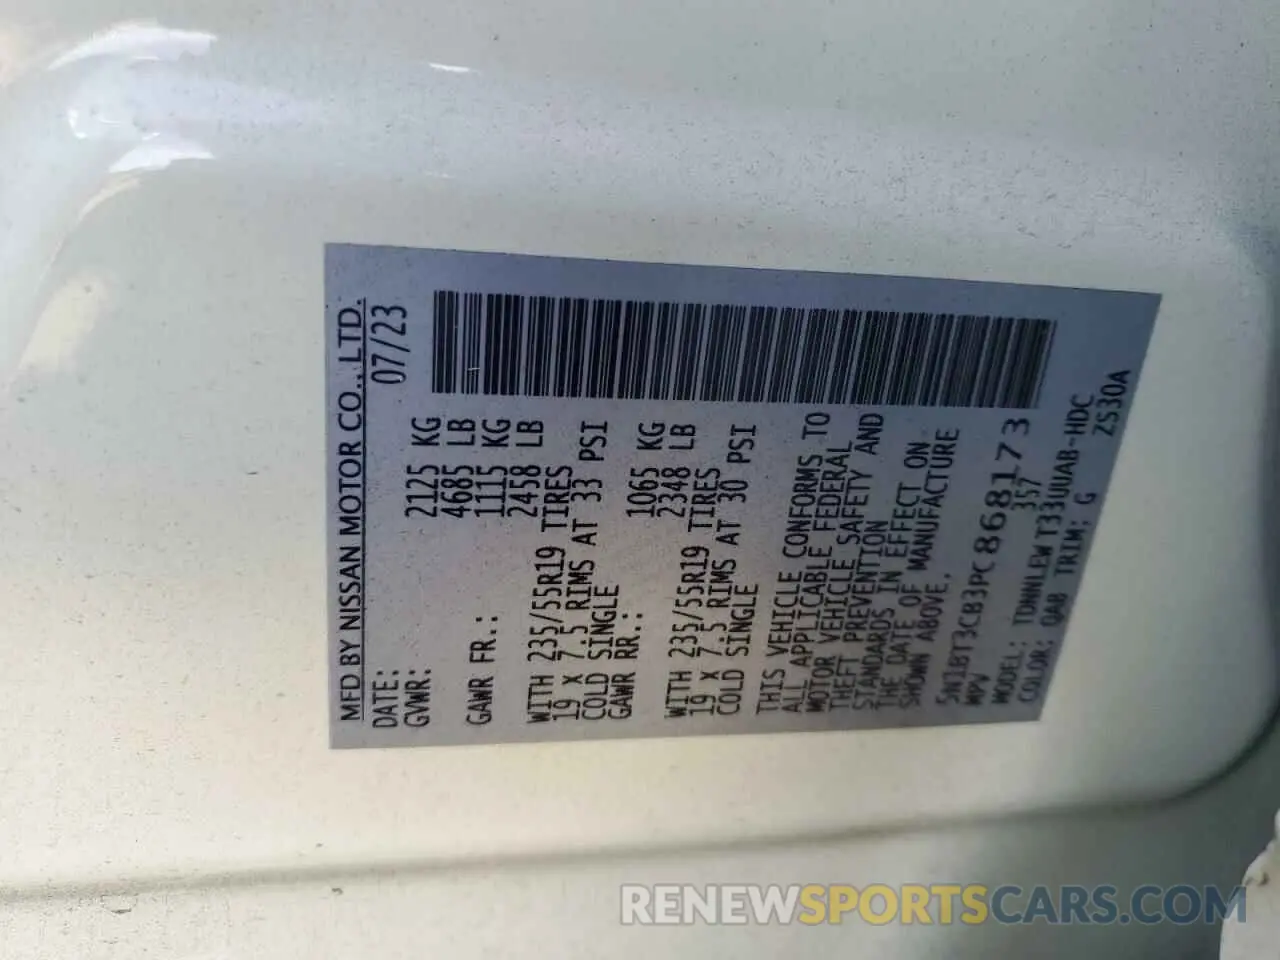 MFD BY NISSAN MOTOR CO., LTD.
DATE: 07/23
GVWR: 2125 KG
4685 LB
GAWR FR.: 1115 KG
2458 LB
WITH 235/55R19 TIRES
19 X 7.5 RIMS AT 33 PSI
COLD SINGLE
GAWR RR.: 1065 KG
2348 LB
WITH 235/55R19 TIRES
19 X 7.5 RIMS AT 30 PSI
COLD SINGLE
THIS VEHICLE CONFORMS TO
ALL APPLICABLE FEDERAL
MOTOR VEHICLE SAFETY AND
THEFT PREVENTION
STANDARDS IN EFFECT ON
THE DATE OF MANUFACTURE
SHOWN ABOVE.
5N1BT3CB3PC868173
MPV 357
MODEL: TDNNLEWT33UUAB-HDC
COLOR: QAB TRIM: G ZS30A
RENEWSPORTSCARS.COM